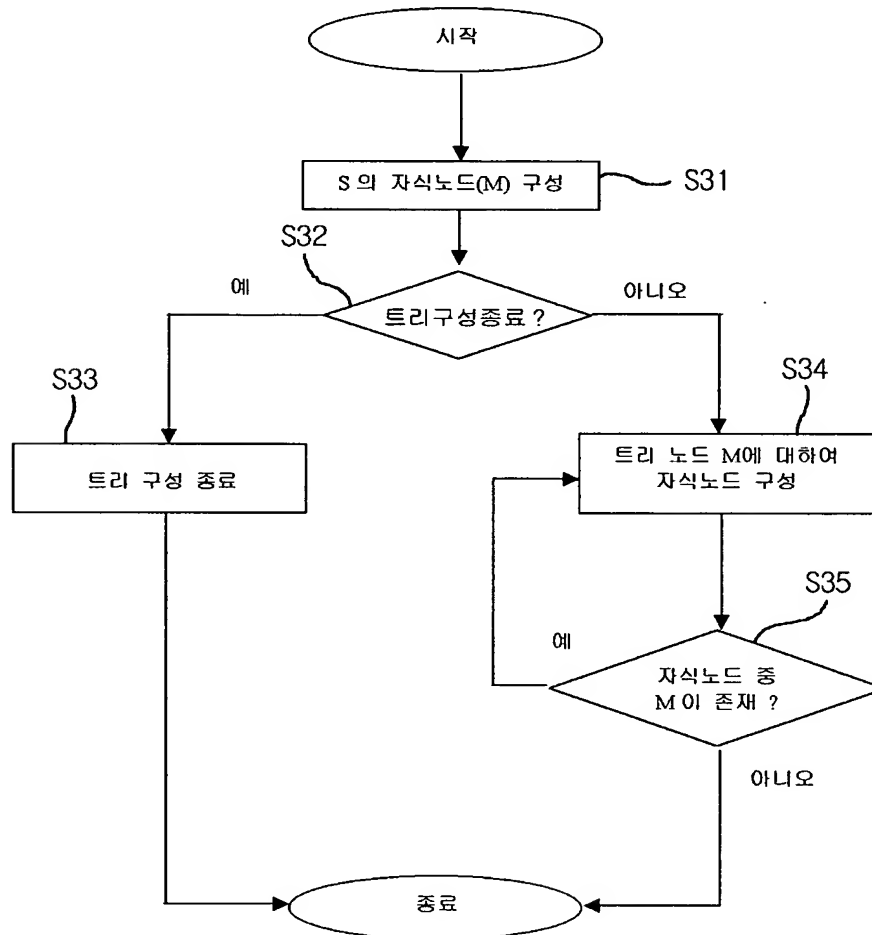 시작
S의 자식노드(M) 구성
S31
S32
예
아니오
트리구성종료?
S33
S34
트리 구성 종료
트리 노드 M에 대하여
자식노드 구성
S35
예
자식노드 중
M이 존재?
아니오
종료